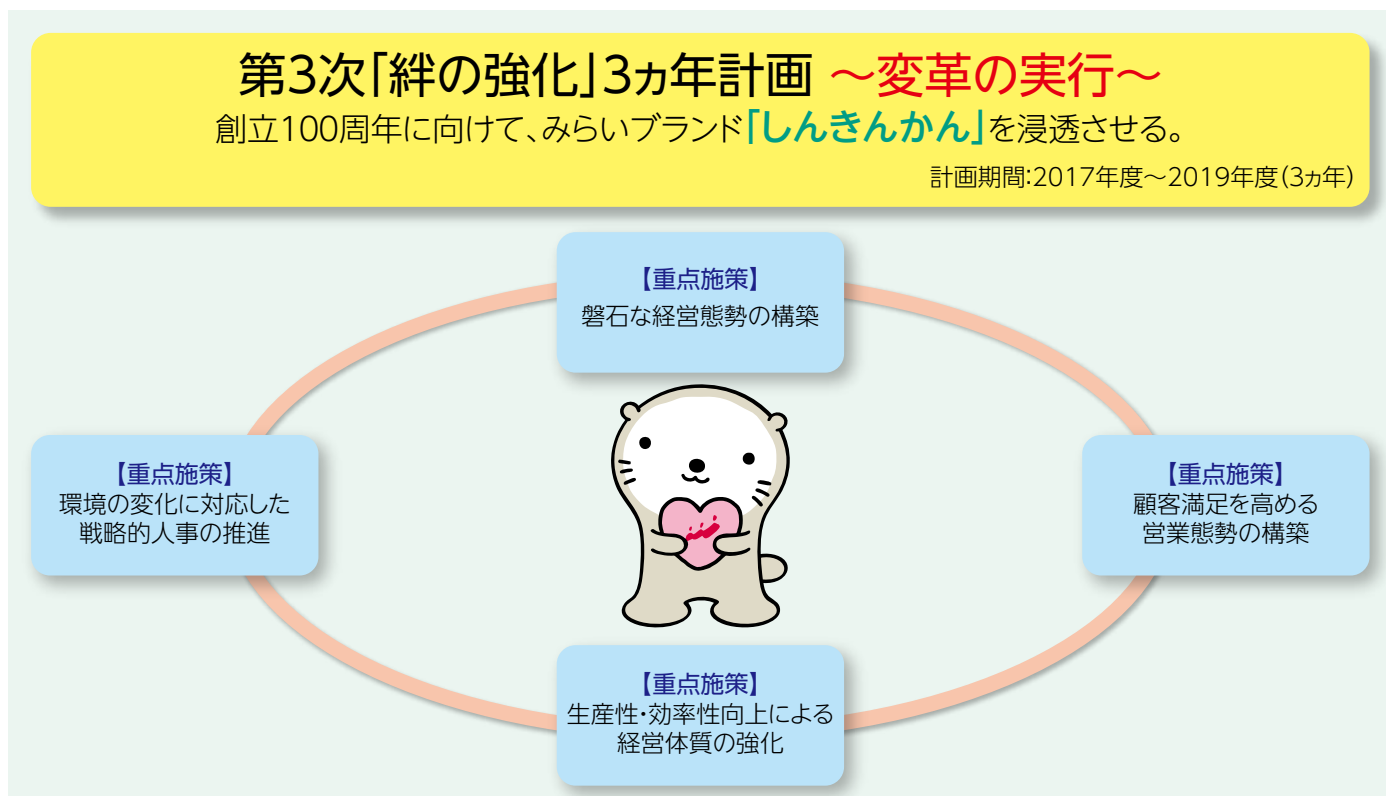 第3次「絆の強化」3ヵ年計画 ～変革の実行～
創立100周年に向けて、みらいブランド「しんきんかん」を浸透させる。
計画期間：2017年度～2019年度（3ヵ年）
【重点施策】
磐石な経営態勢の構築
【重点施策】
環境の変化に対応した
戦略的人事の推進
【重点施策】
顧客満足を高める
営業態勢の構築
【重点施策】
生産性・効率性向上による
経営体質の強化